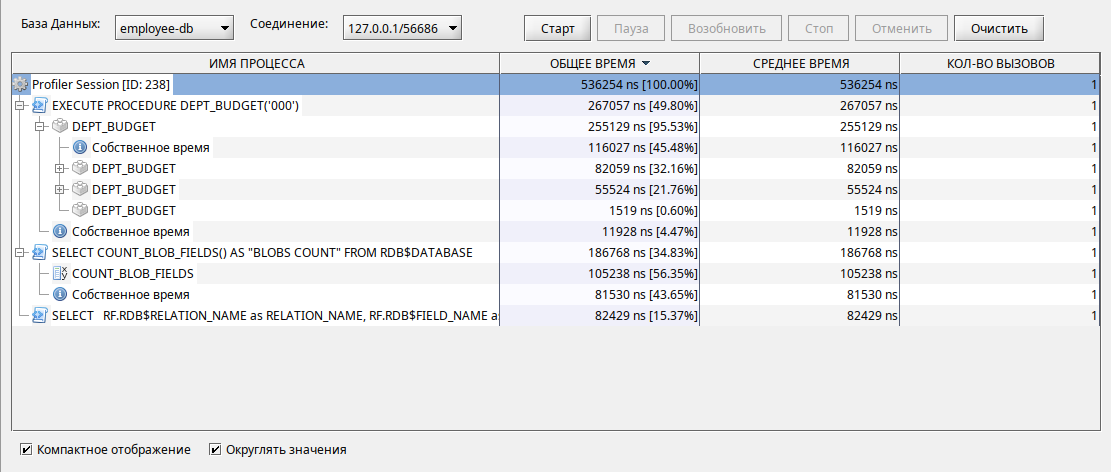 База Данных: employee-db Соединение: 127.0.0.1/56686 Старт Пауза Возобновить Стоп Отменить Очистить
ИМЯ ПРОЦЕССА ОБЩЕЕ ВРЕМЯ СРЕДНЕЕ ВРЕМЯ КОЛ-ВО ВЫЗОВОВ
Profiler Session [ID: 238] 536254 ns [100.00%] 536254 ns 1
EXECUTE PROCEDURE DEPT_BUDGET('000') 267057 ns [49.80%] 267057 ns 1
DEPT_BUDGET 255129 ns [95.53%] 255129 ns 1
Собственное время 116027 ns [45.48%] 116027 ns 1
DEPT_BUDGET 82059 ns [32.16%] 82059 ns 1
DEPT_BUDGET 55524 ns [21.76%] 55524 ns 1
DEPT_BUDGET 1519 ns [0.60%] 1519 ns 1
Собственное время 11928 ns [4.47%] 11928 ns 1
SELECT COUNT_BLOB_FIELDS() AS "BLOBS COUNT" FROM RDB$DATABASE 186768 ns [34.83%] 186768 ns 1
COUNT_BLOB_FIELDS 105238 ns [56.35%] 105238 ns 1
Собственное время 81530 ns [43.65%] 81530 ns 1
SELECT RF.RDB$RELATION_NAME as RELATION_NAME, RF.RDB$FIELD_NAME as 82429 ns [15.37%] 82429 ns 1
Компактное отображение Округлять значения